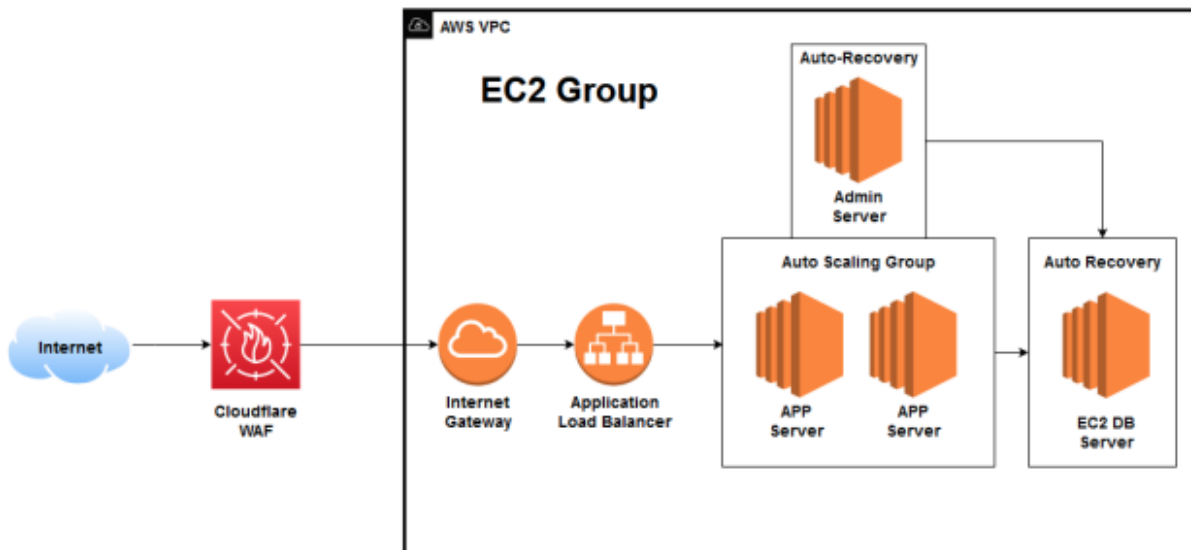 AWS VPC
EC2 Group
Auto-Recovery
Admin
Server
Auto Scaling Group
APP
Server
APP
Server
Auto Recovery
EC2 DB
Server
Internet
Cloudflare
WAF
Internet
Gateway
Application
Load Balancer